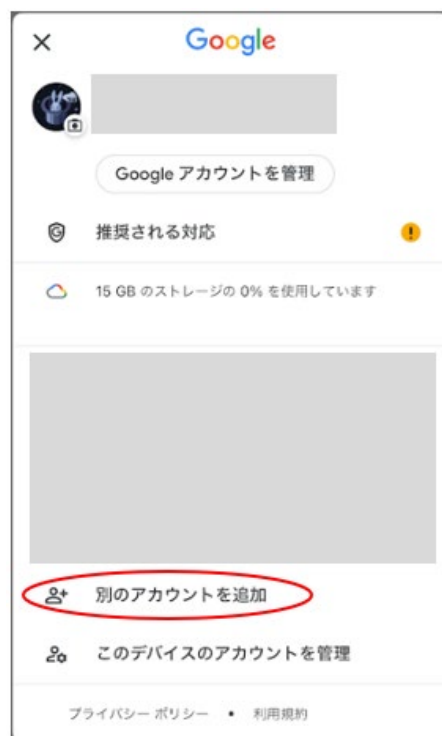 Google
Google アカウントを管理
推奨される対応
15 GB のストレージの 0% を使用しています
別のアカウントを追加
このデバイスのアカウントを管理
プライバシー ポリシー • 利用規約